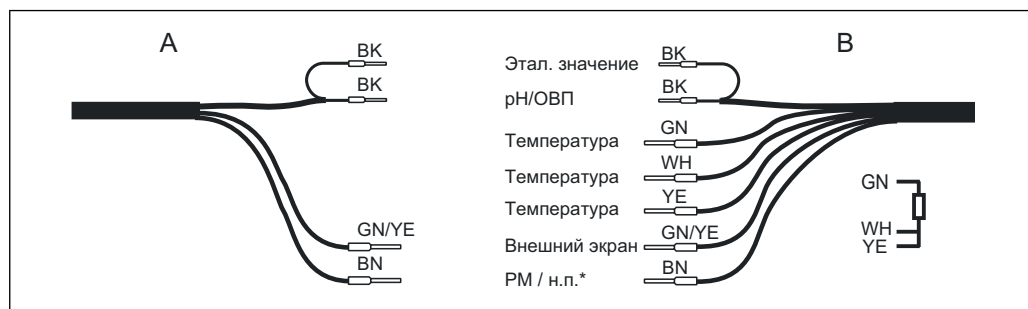 A
BK
BK
GN/YE
BN
B
Этал. значение
BK
pH/ОВП
BK
Температура
GN
Температура
WH
Температура
YE
Внешний экран
GN/YE
PM / н.п.*
BN
GN
WH
YE